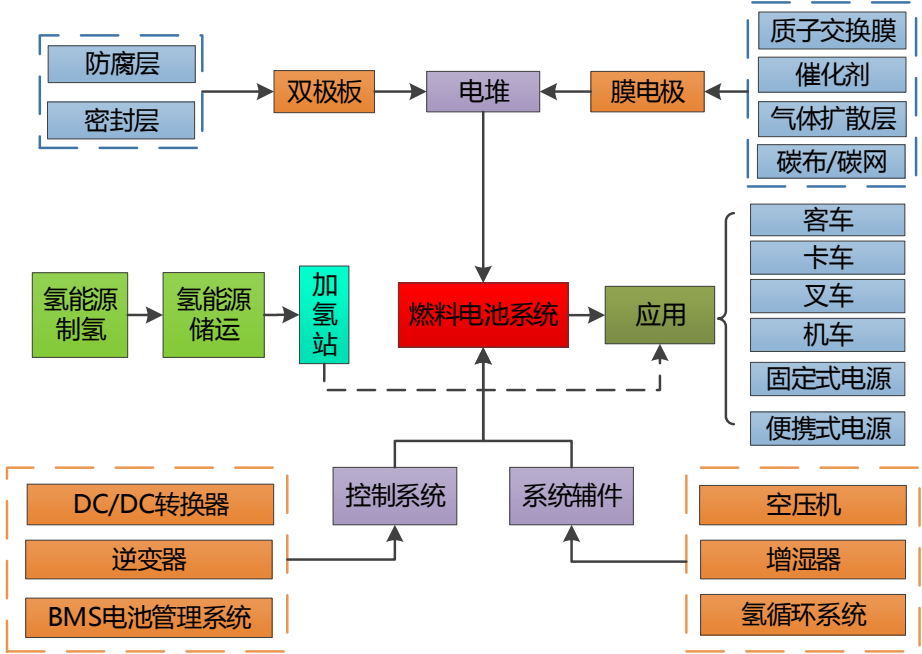 防腐层
密封层
双极板
电堆
膜电极
质子交换膜
催化剂
气体扩散层
碳布/碳网
氢能源
制氢
氢能源
储运
加
氢
站
燃料电池系统
应用
客车
卡车
叉车
机车
固定式电源
便携式电源
控制系统
系统辅件
DC/DC转换器
逆变器
BMS电池管理系统
空压机
增湿器
氢循环系统